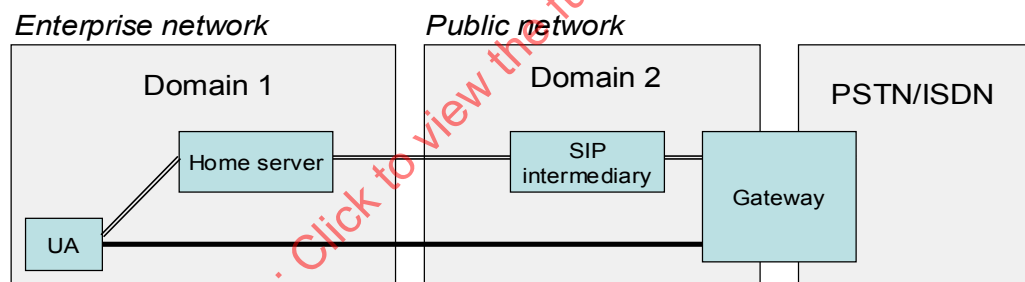 Enterprise network
Public network
Domain 1
Domain 2
PSTN/ISDN
Home server
SIP
intermediary
Gateway
UA
: Click to view the fu